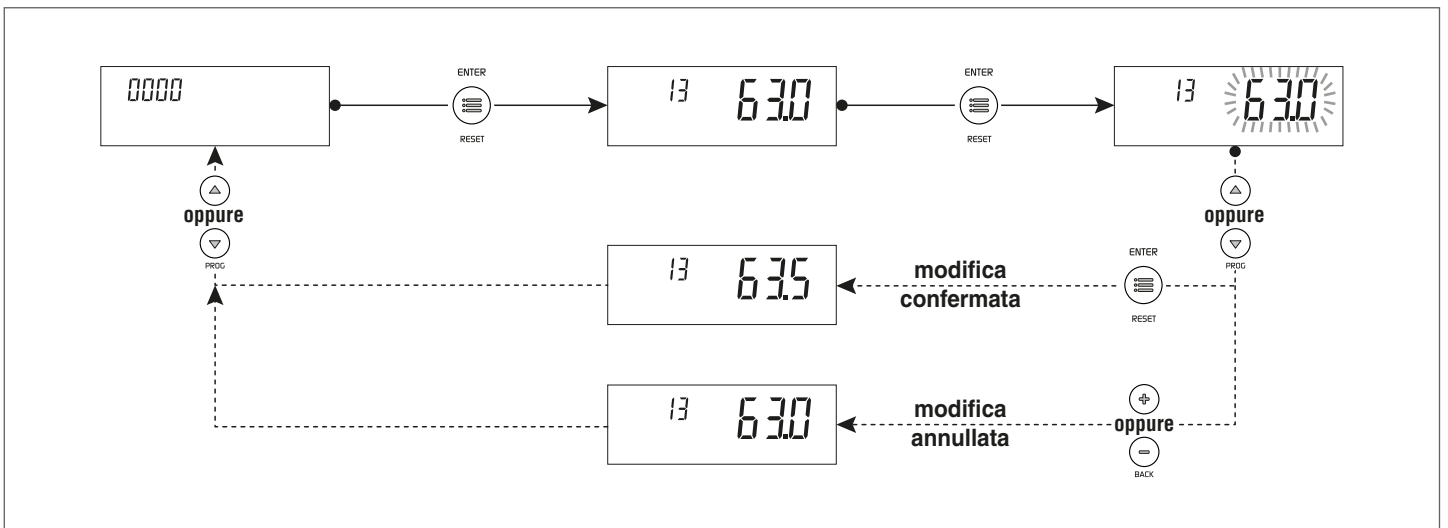 0000
ENTER
RESET
13 63.0
ENTER
RESET
13 63.0
oppure
PROG
oppure
PROG
13 63.5
modifica
confermata
ENTER
RESET
13 63.0
modifica
annullata
oppure
BACK